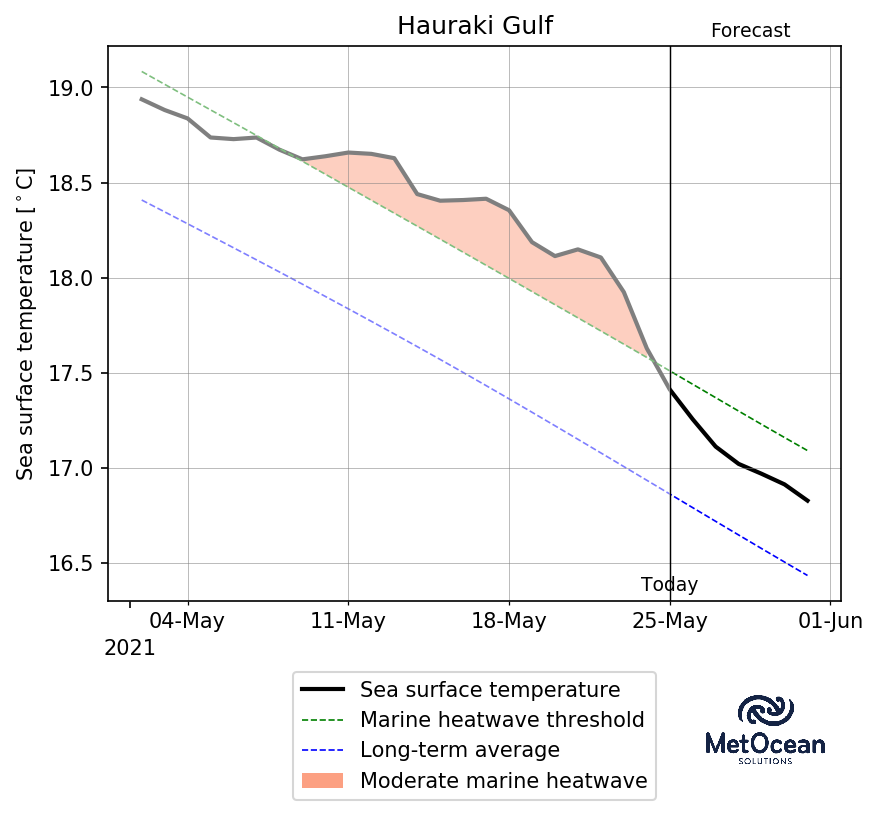 Hauraki Gulf
Forecast
Sea surface temperature [°C]
19.0
18.5
18.0
17.5
17.0
16.5
Today
04-May 11-May 18-May 25-May 01-Jun
2021
Sea surface temperature
Marine heatwave threshold
Long-term average
Moderate marine heatwave
MetOcean
SOLUTIONS